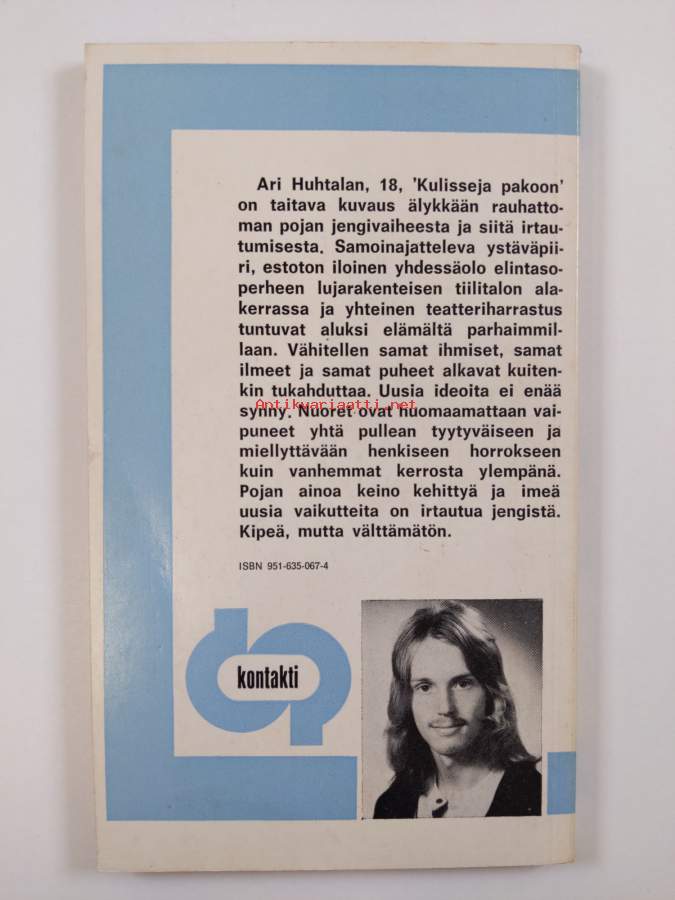 Ari Huhtalan, 18, 'Kulisseja pakoon'
on taitava kuvaus älykkään rauhatto-
man pojan jengivaiheesta ja siitä irtau-
tumisesta. Samoinajatteleva ystäväpii-
ri, estoton iloinen yhdessäolo elintaso-
perheen lujarakenteisen tiilitalon ala-
kerrassa ja yhteinen teatteriharrastus
tuntuvat aluksi elämältä parhaimmil-
laan. Vähitellen samat ihmiset, samat
ilmeet ja samat puheet alkavat kuiten-
kin tukahduttaa. Uusia ideoita ei enää
synny. Nuoret ovat huomaamattaan vai-
Antikvariaatti.net
puneet yhtä pullean tyytyväiseen ja
miellyttävään henkiseen horrokseen
kuin vanhemmat kerrosta ylempänä.
Pojan ainoa keino kehittyä ja imeä
uusia vaikutteita on irtautua jengistä.
Kipeä, mutta välttämätön.
ISBN 951-635-067-4
kontakti